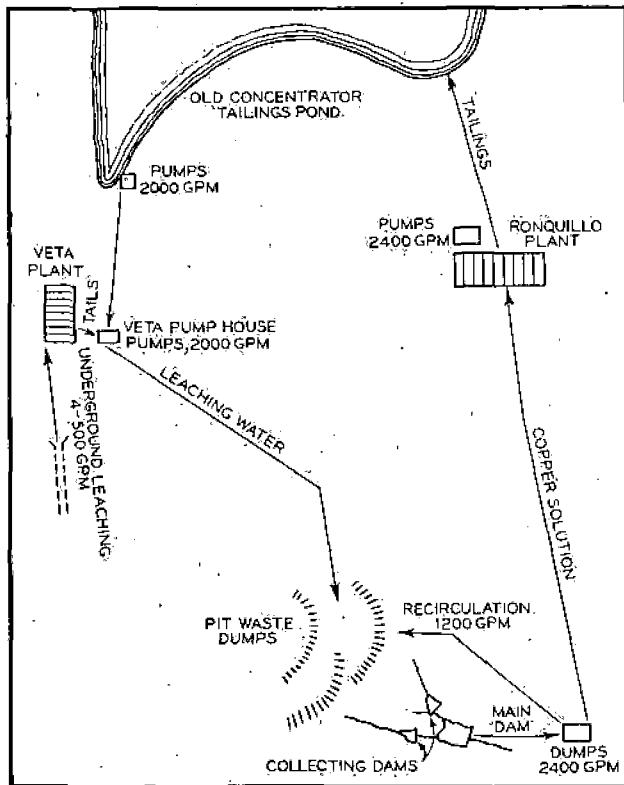 OLD CONCENTRATOR
TAILINGS POND.
TAILINGS
PUMPS
2000 GPM
PUMPS
2400 GPM
RONQUILLO
PLANT
VETA
PLANT
TAILS
VETA PUMP HOUSE
PUMPS, 2000 GPM
UNDERGROUND LEACHING
4-500 GPM
LEACHING WATER
COPPER SOLUTION
RECIRCULATION
1200 GPM
PIT WASTE
DUMPS
MAIN
DAM
COLLECTING DAMS
DUMPS
2400 GPM